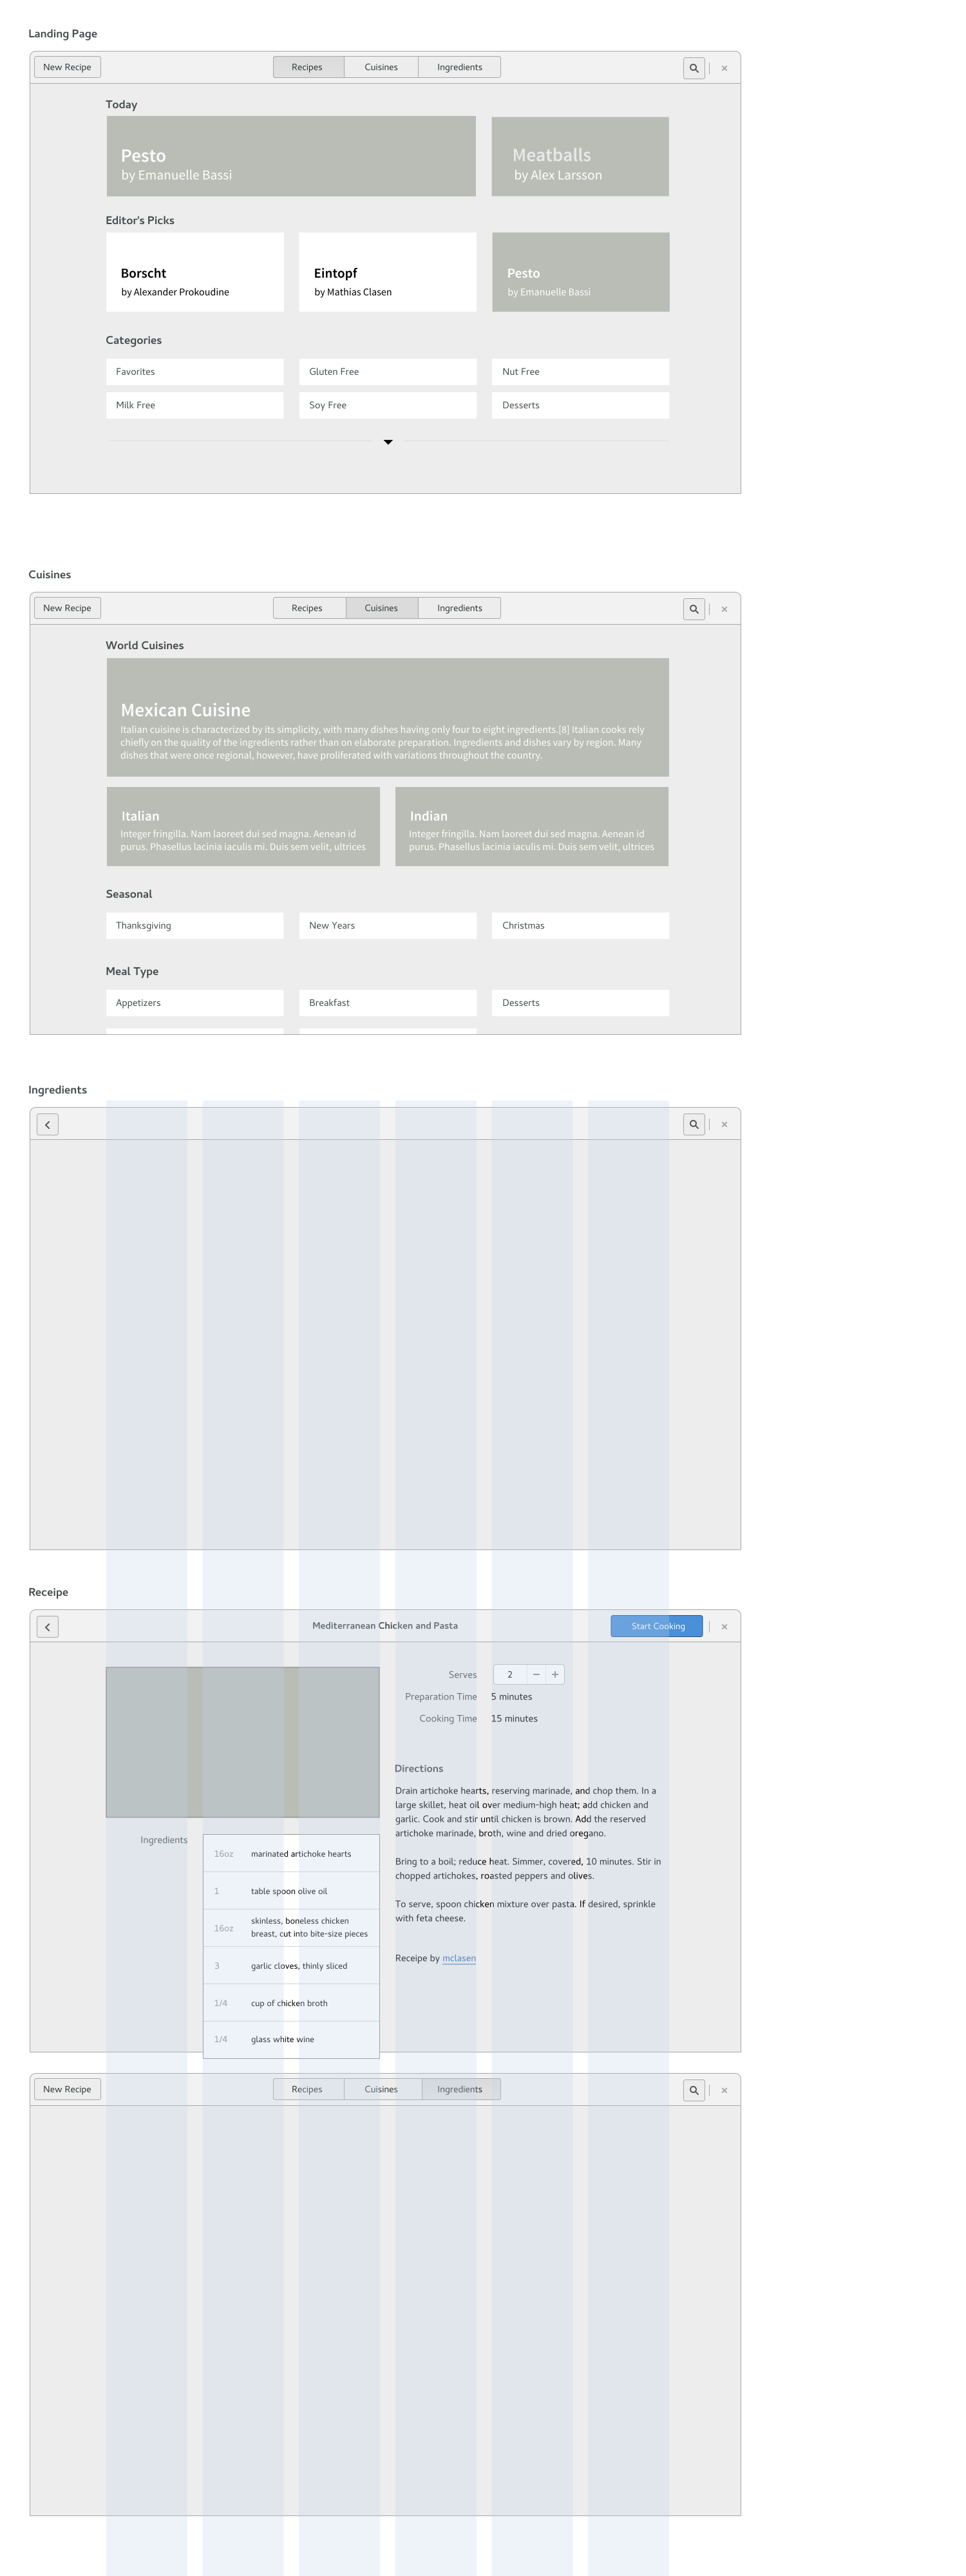 Landing Page
New Recipe
Recipes
Cuisines
Ingredients
Today
Pesto
by Emanuelle Bassi
Meatballs
by Alex Larsson
Editor's Picks
Borscht
by Alexander Prokoudine
Eintopf
by Mathias Clasen
Pesto
by Emanuelle Bassi
Categories
Favorites
Gluten Free
Nut Free
Milk Free
Soy Free
Desserts
Cuisines
New Recipe
Recipes
Cuisines
Ingredients
World Cuisines
Mexican Cuisine
Italian cuisine is characterized by its simplicity, with many dishes having only four to eight ingredients.[8] Italian cooks rely
chiefly on the quality of the ingredients rather than on elaborate preparation. Ingredients and dishes vary by region. Many
dishes that were once regional, however, have proliferated with variations throughout the country.
Italian
Integer fringilla. Nam laoreet dui sed magna. Aenean id
purus. Phasellus lacinia iaculis mi. Duis sem velit, ultrices
Indian
Integer fringilla. Nam laoreet dui sed magna. Aenean id
purus. Phasellus lacinia iaculis mi. Duis sem velit, ultrices
Seasonal
Thanksgiving
New Years
Christmas
Meal Type
Appetizers
Breakfast
Desserts
Ingredients
Receipe
Mediterranean Chicken and Pasta
Start Cooking
Serves
2
Preparation Time
5 minutes
Cooking Time
15 minutes
Ingredients
16oz
marinated artichoke hearts
1
table spoon olive oil
16oz
skinless, boneless chicken
breast, cut into bite-size pieces
3
garlic cloves, thinly sliced
1/4
cup of chicken broth
1/4
glass white wine
Directions
Drain artichoke hearts, reserving marinade, and chop them. In a
large skillet, heat oil over medium-high heat; add chicken and
garlic. Cook and stir until chicken is brown. Add the reserved
artichoke marinade, broth, wine and dried oregano.
Bring to a boil; reduce heat. Simmer, covered, 10 minutes. Stir in
chopped artichokes, roasted peppers and olives.
To serve, spoon chicken mixture over pasta. If desired, sprinkle
with feta cheese.
Receipe by mclasen
New Recipe
Recipes
Cuisines
Ingredients